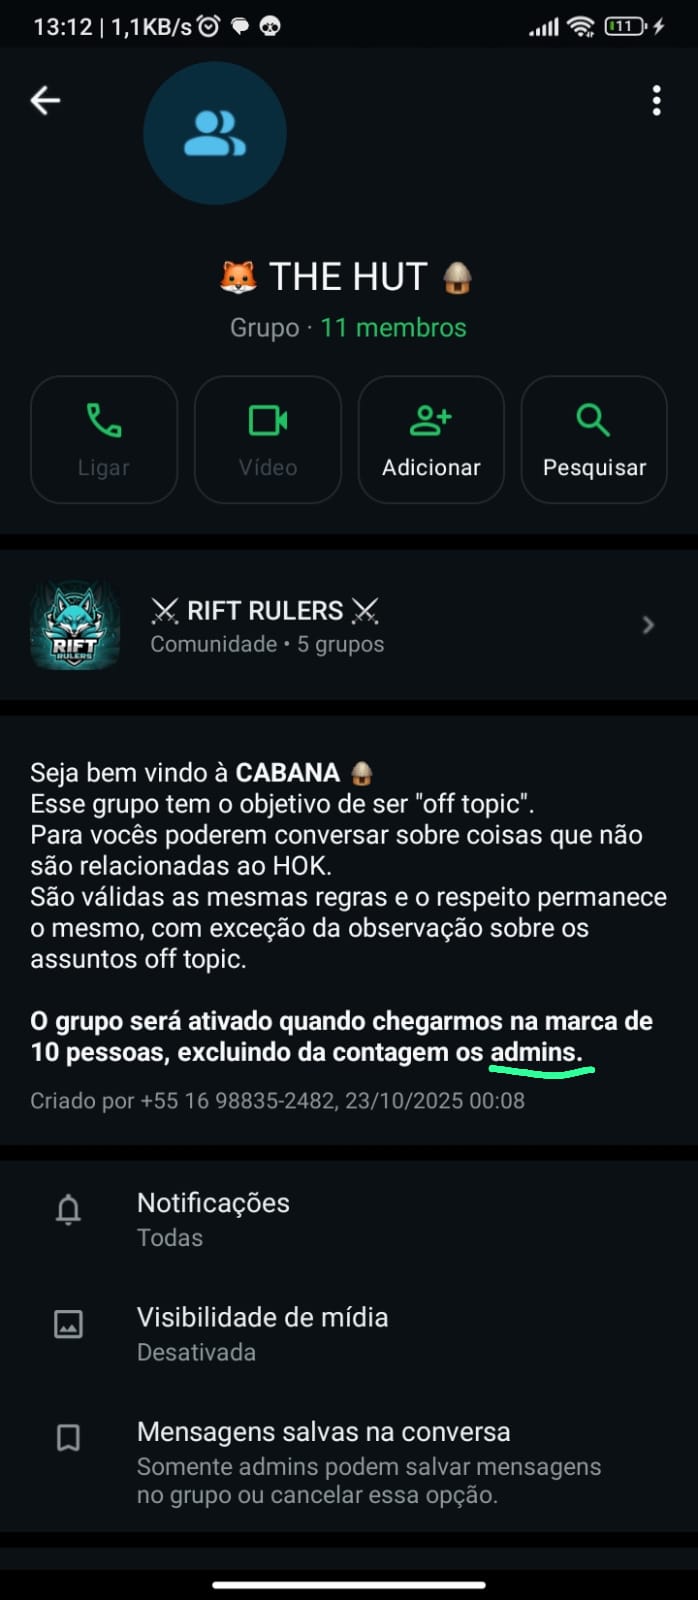 13:12 | 1,1KB/s
11
🦊 THE HUT 🛖
Grupo · 11 membros
Ligar
Vídeo
Adicionar
Pesquisar
RIFT
RULERS
⚔ RIFT RULERS ⚔
Comunidade • 5 grupos
Seja bem vindo à CABANA 🛖
Esse grupo tem o objetivo de ser "off topic".
Para vocês poderem conversar sobre coisas que não
são relacionadas ao HOK.
São válidas as mesmas regras e o respeito permanece
o mesmo, com exceção da observação sobre os
assuntos off topic.
O grupo será ativado quando chegarmos na marca de
10 pessoas, excluindo da contagem os admins.
Criado por +55 16 98835-2482, 23/10/2025 00:08
Notificações
Todas
Visibilidade de mídia
Desativada
Mensagens salvas na conversa
Somente admins podem salvar mensagens
no grupo ou cancelar essa opção.